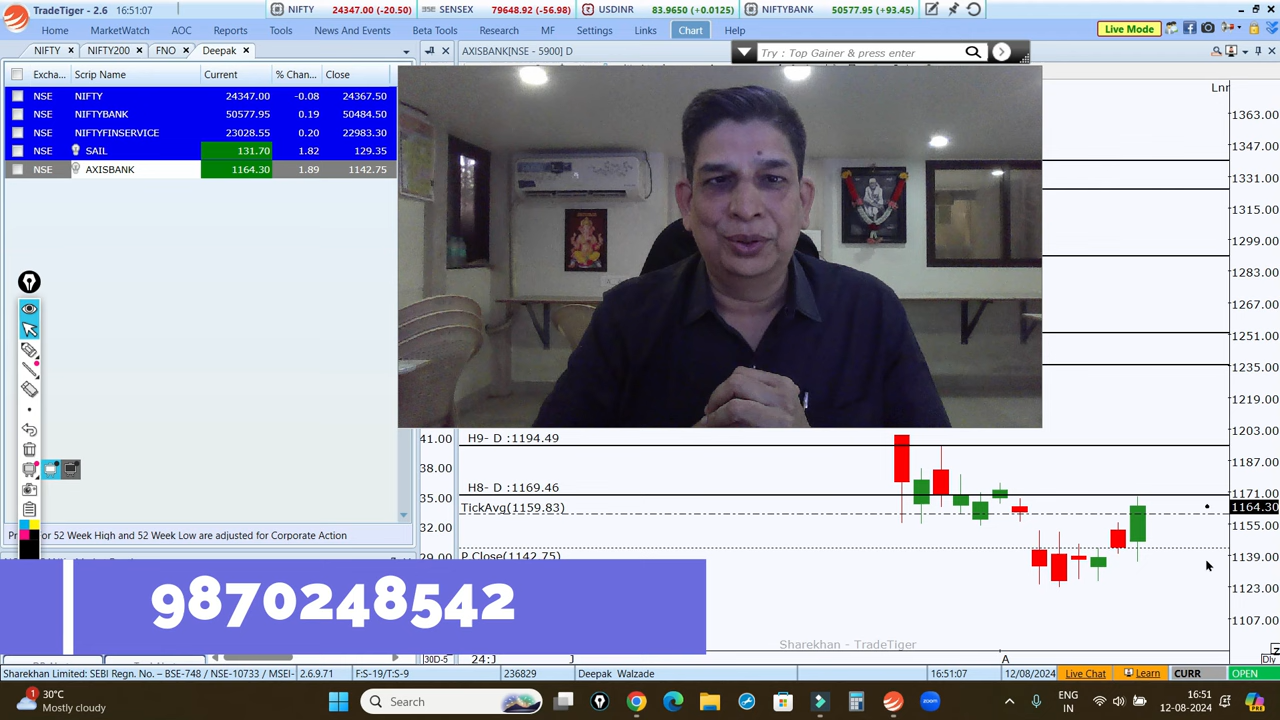 TradeTiger - 2.6 16:51:07
NIFTY 24347.00 (-20.50) SENSEX 79648.92 (-56.98) USDINR 83.9650 (+0.0125) NIFTYBANK 50577.95 (+93.45)
Home MarketWatch AOC Reports Tools News And Events Beta Tools Research MF Settings Links Chart Help Live Mode
NIFTY NIFTY200 FNO Deepak AXISBANK[NSE - 5900] D
Try : Top Gainer & press enter
Excha... Scrip Name Current % Chan... Close
NSE NIFTY 24347.00 -0.08 24367.50
NSE NIFTYBANK 50577.95 0.19 50484.50
NSE NIFTYFINSERVICE 23028.55 0.20 22983.30
NSE SAIL 131.70 1.82 129.35
NSE AXISBANK 1164.30 1.89 1142.75
Lnr
1363.00
1347.00
1331.00
1315.00
1299.00
1283.00
1267.00
1251.00
1235.00
1219.00
1203.00
1187.00
1171.00
1164.30
1155.00
1139.00
1123.00
1107.00
41.00
38.00
35.00
32.00
29.00
H9- D :1194.49
H8- D :1169.46
TickAvg(1159.83)
P.Close(1142.75)
for 52 Week High and 52 Week Low are adjusted for Corporate Action
9870248542
Sharekhan - TradeTiger
30D-5 24: J J A
Sharekhan Limited: SEBI Regn. No. – BSE-748 / NSE-10733 / MSEI- 2.6.9.71 F:S-19/T:S-9 236829 Deepak Walzade 16:51:07 12/08/2024 Live Chat Learn CURR OPEN
1 30°C
Mostly cloudy
Search
zoom
ENG
IN
16:51
12-08-2024